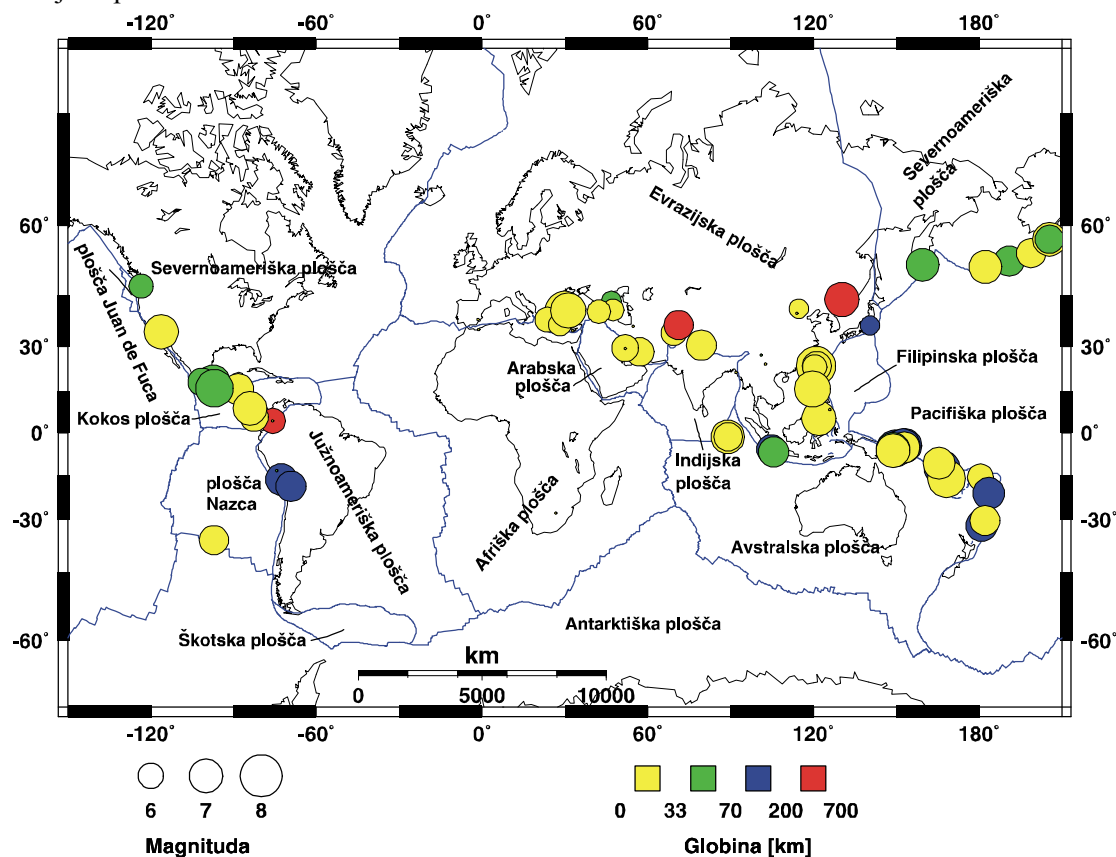 -120° -60° 0° 60° 120° 180°
60°
30°
0°
-30°
-60°
60°
30°
0°
-30°
-60°
Severnoameriška plošča
Evrazijska plošča
Severnoameriška plošča
plošča Juan de Fuca
Arabska plošča
Filipinska plošča
Kokos plošča
Pacifiška plošča
Indijska plošča
plošča Nazca
Južnoameriška plošča
Afriška plošča
Avstralska plošča
Škotska plošča
Antarktiška plošča
km
0 5000 10000
-120° -60° 0° 60° 120° 180°
6 7 8
Magnituda
0 33 70 200 700
Globina [km]